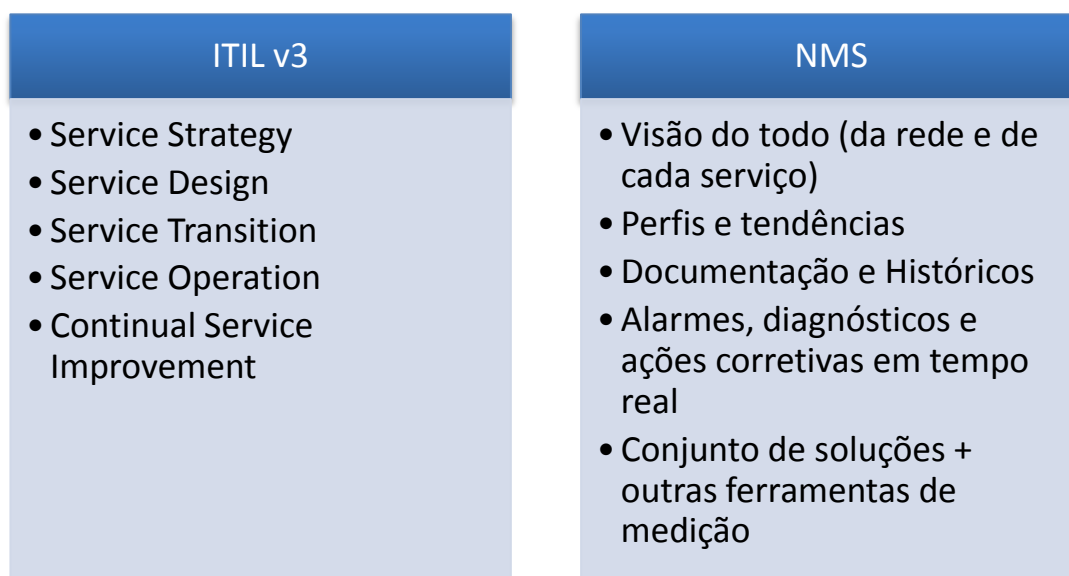 ITIL v3
• Service Strategy
• Service Design
• Service Transition
• Service Operation
• Continual Service
Improvement
NMS
• Visão do todo (da rede e de
cada serviço)
• Perfis e tendências
• Documentação e Históricos
• Alarmes, diagnósticos e
ações corretivas em tempo
real
• Conjunto de soluções +
outras ferramentas de
medição